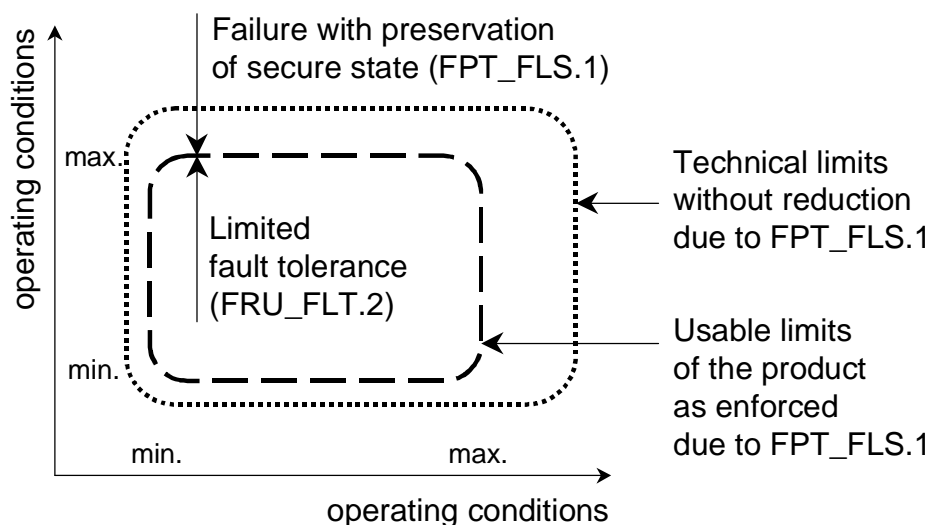 Failure with preservation
of secure state (FPT_FLS.1)
operating conditions
max.
Technical limits
without reduction
due to FPT_FLS.1
Limited
fault tolerance
(FRU_FLT.2)
Usable limits
of the product
as enforced
due to FPT_FLS.1
min.
min.
max.
operating conditions